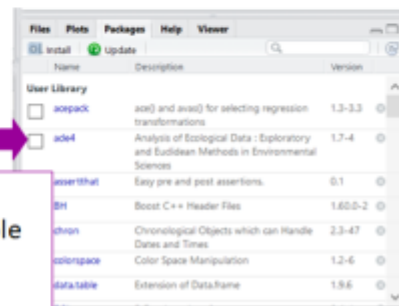 Files Plots Packages Help Viewer
Install Update
Name Description Version
User Library
acepack ace() and avas() for selecting regression 1.3-3.3
transformations
ade4 Analysis of Ecological Data : Exploratory 1.7-4
and Euclidean Methods in Environmental
Sciences
assertthat Easy pre and post assertions. 0.1
BH Boost C++ Header Files 1.60.0-2
chron Chronological Objects which can Handle 2.3-47
Dates and Times
colorspace Color Space Manipulation 1.2-6
data.table Extension of Data.frame 1.9.6